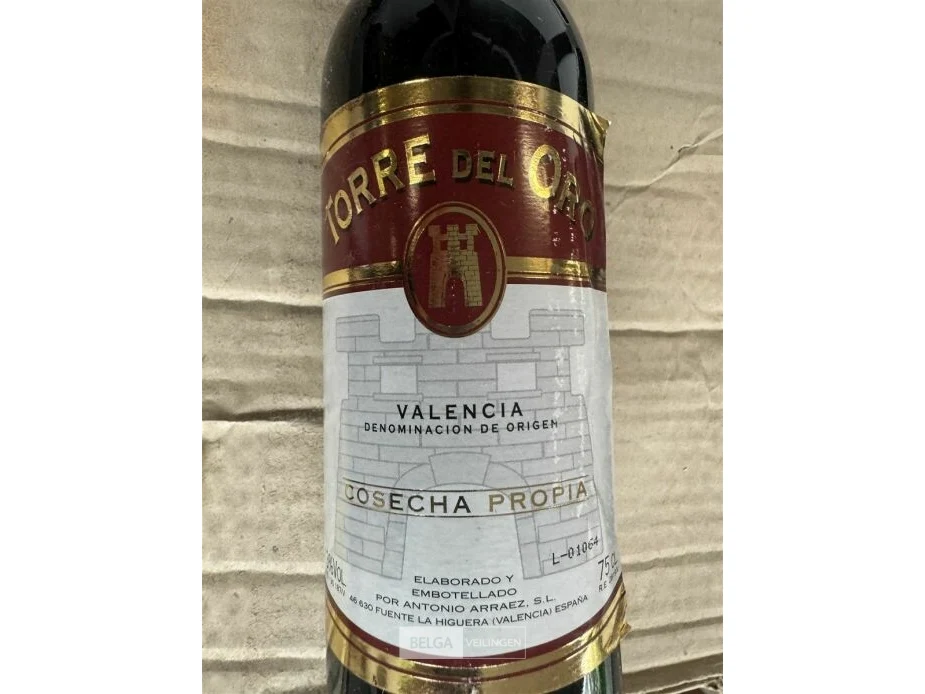 TORRE DEL ORO
VALENCIA
DENOMINACION DE ORIGEN
COSECHA PROPIA
L-01064
75 CL
ELABORADO Y
EMBOTELLADO
POR ANTONIO ARRAEZ, S.L.
46 630 FUENTE LA HIGUERA (VALENCIA) ESPAÑA
BELGA VEILINGEN